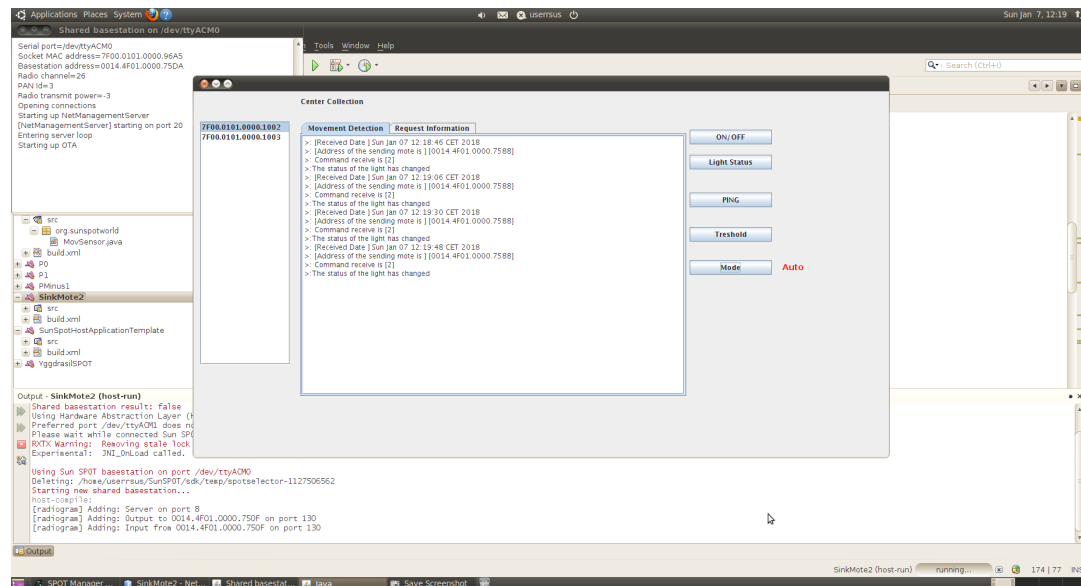 Applications Places System
userrsus
Sun Jan 7, 12:19
Shared basestation on /dev/ttyACM0
Serial port=/dev/ttyACM0
Socket MAC address=7F00.0101.0000.96A5
Basestation address=0014.4F01.0000.75DA
Radio channel=26
PAN Id=3
Radio transmit power=-3
Opening connections
Starting up NetManagementServer
[NetManagementServer] starting on port 20
Entering server loop
Starting up OTA
Tools Window Help
Search (Ctrl+I)
Center Collection
7F00.0101.0000.1002
7F00.0101.0000.1003
Movement Detection Request Information
>: [Received Date ] Sun Jan 07 12:18:46 CET 2018
>: [Address of the sending mote is ] [0014.4F01.0000.7588]
>: Command receive is [2]
>:The status of the light has changed
>: [Received Date ] Sun Jan 07 12:19:06 CET 2018
>: [Address of the sending mote is ] [0014.4F01.0000.7588]
>: Command receive is [2]
>:The status of the light has changed
>: [Received Date ] Sun Jan 07 12:19:30 CET 2018
>: [Address of the sending mote is ] [0014.4F01.0000.7588]
>: Command receive is [2]
>:The status of the light has changed
>: [Received Date ] Sun Jan 07 12:19:48 CET 2018
>: [Address of the sending mote is ] [0014.4F01.0000.7588]
>: Command receive is [2]
>:The status of the light has changed
ON/OFF
Light Status
PING
Treshold
Mode Auto
src
org.sunspotworld
MovSensor.java
build.xml
P0
P1
PMinus1
SinkMote2
src
build.xml
SunSpotHostApplicationTemplate
src
build.xml
YggdrasilSPOT
Output - SinkMote2 (host-run)
Shared basestation result: false
Using Hardware Abstraction Layer
Preferred port /dev/ttyACM1 does
Please wait while connected Sun
RXTX Warning: Removing stale lock
Experimental: JNI_OnLoad called.
Using Sun SPOT basestation on port /dev/ttyACM0
Deleting: /home/userrsus/SunSPOT/sdk/temp/spotselector-1127506562
Starting new shared basestation...
host-compile:
[radiogram] Adding: Server on port 8
[radiogram] Adding: Output to 0014.4F01.0000.750F on port 130
[radiogram] Adding: Input from 0014.4F01.0000.750F on port 130
Output
SinkMote2 (host-run) running... 174 | 77 INS
SPOT Manager ... SinkMote2 - Net... Shared basestat... Java Save Screenshot